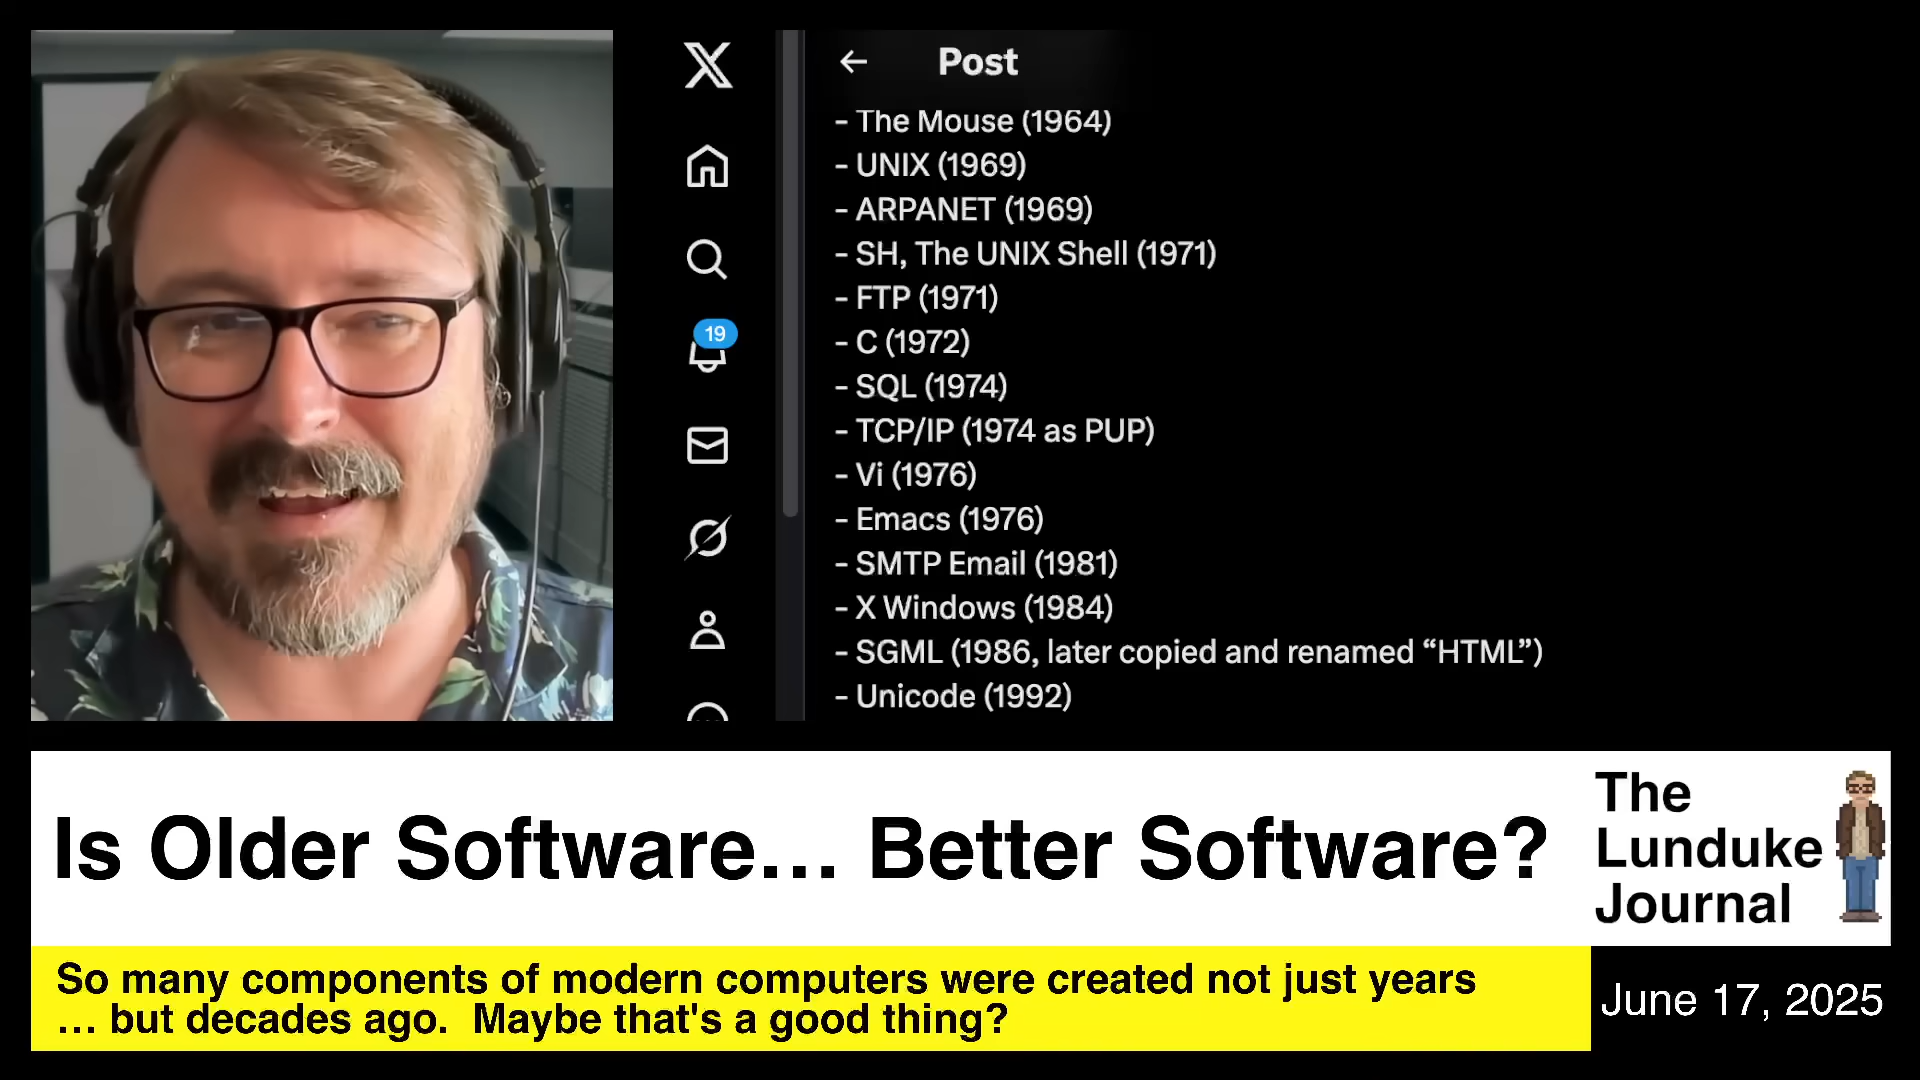 Post
19
- The Mouse (1964)
- UNIX (1969)
- ARPANET (1969)
- SH, The UNIX Shell (1971)
- FTP (1971)
- C (1972)
- SQL (1974)
- TCP/IP (1974 as PUP)
- Vi (1976)
- Emacs (1976)
- SMTP Email (1981)
- X Windows (1984)
- SGML (1986, later copied and renamed “HTML”)
- Unicode (1992)
Is Older Software... Better Software?
The
Lunduke
Journal
So many components of modern computers were created not just years
... but decades ago.  Maybe that's a good thing?
June 17, 2025